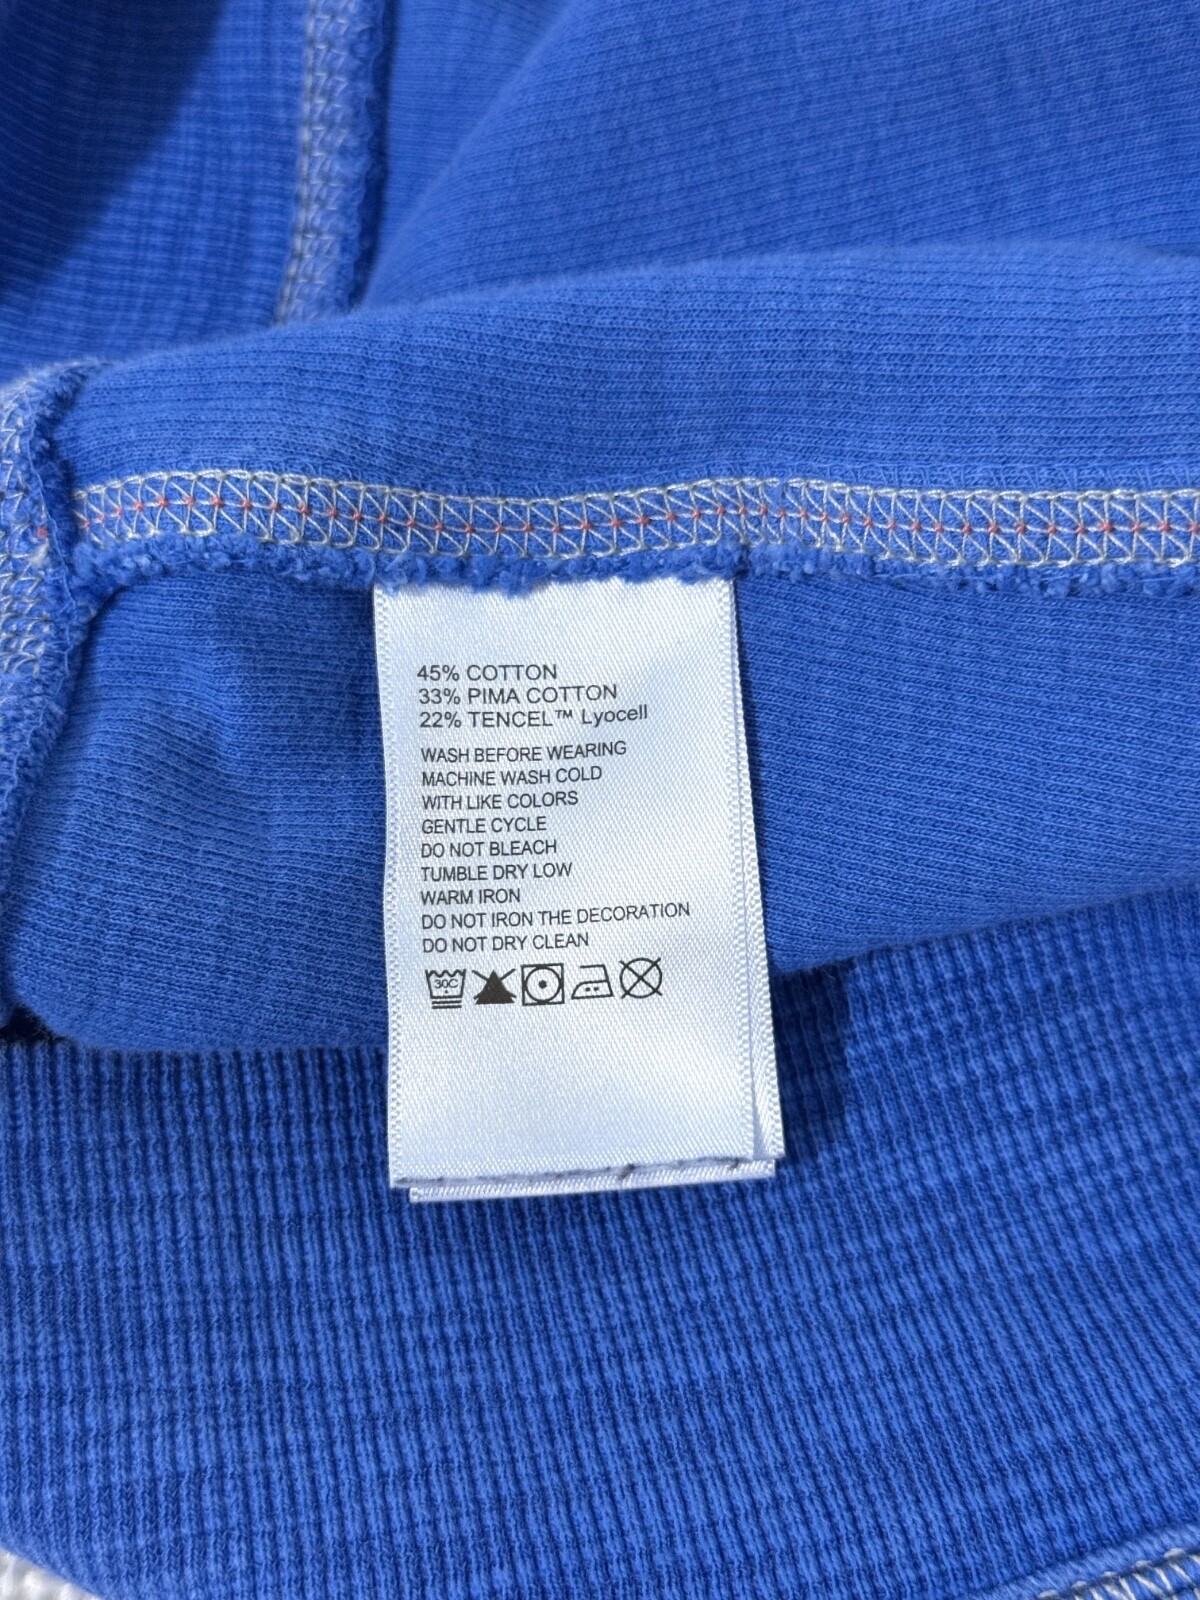 45% COTTON
33% PIMA COTTON
22% TENCEL™ Lyocell
WASH BEFORE WEARING
MACHINE WASH COLD
WITH LIKE COLORS
GENTLE CYCLE
DO NOT BLEACH
TUMBLE DRY LOW
WARM IRON
DO NOT IRON THE DECORATION
DO NOT DRY CLEAN
30C